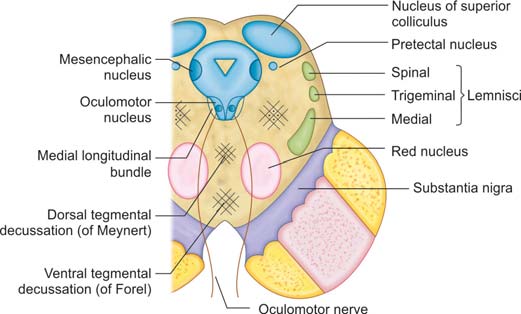 Nucleus of superior
colliculus
Pretectal nucleus
Mesencephalic
nucleus
Spinal
Oculomotor
nucleus
Trigeminal
Lemnisci
Medial
Medial longitudinal
bundle
Red nucleus
Substantia nigra
Dorsal tegmental
decussation (of Meynert)
Ventral tegmental
decussation (of Forel)
Oculomotor nerve